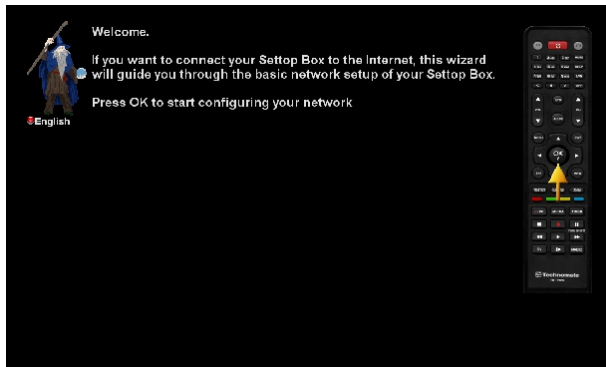 Welcome.
If you want to connect your Settop Box to the Internet, this wizard
will guide you through the basic network setup of your Settop Box.
Press OK to start configuring your network
English
OK
Technomate